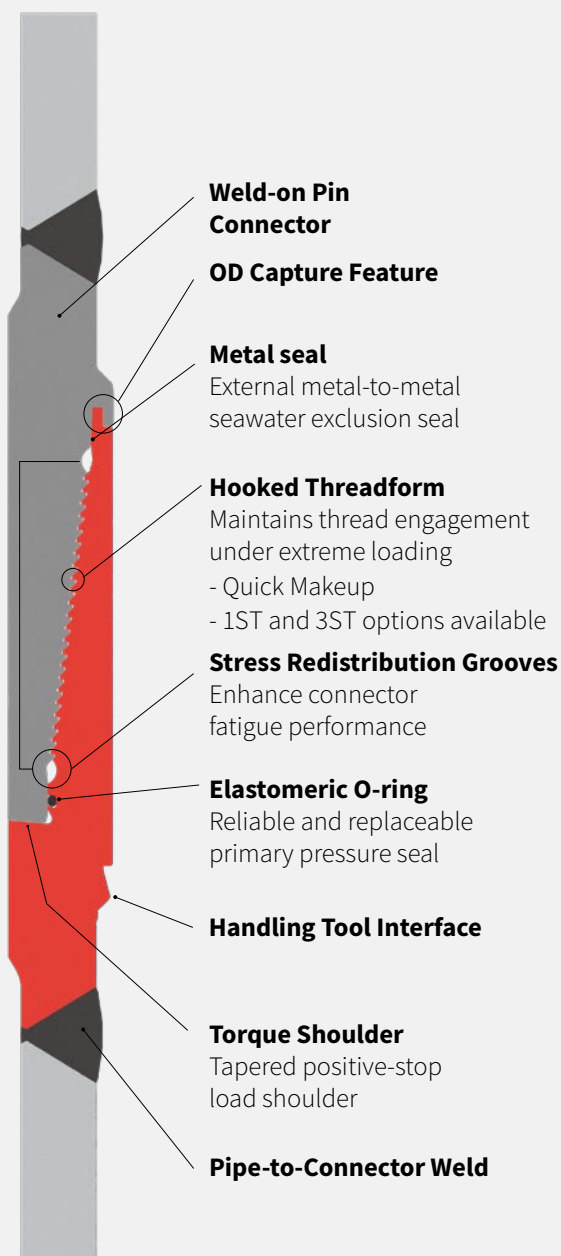 Weld-on Pin
Connector
OD Capture Feature
Metal seal
External metal-to-metal
seawater exclusion seal
Hooked Threadform
Maintains thread engagement
under extreme loading
- Quick Makeup
- 1ST and 3ST options available
Stress Redistribution Grooves
Enhance connector
fatigue performance
Elastomeric O-ring
Reliable and replaceable
primary pressure seal
Handling Tool Interface
Torque Shoulder
Tapered positive-stop
load shoulder
Pipe-to-Connector Weld